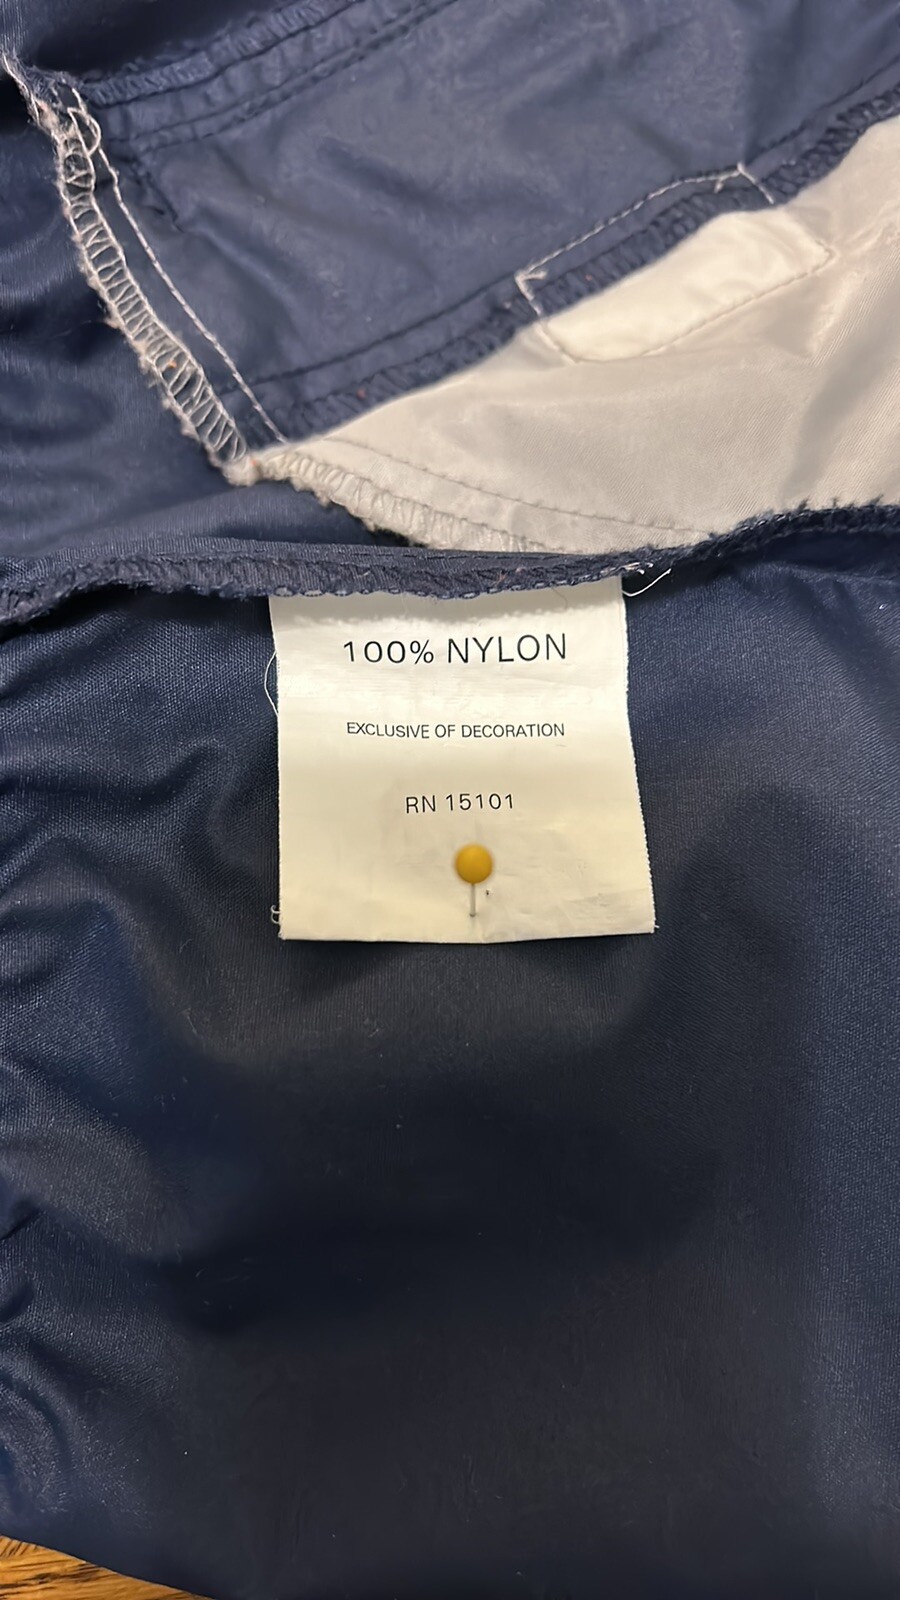 100% NYLON
EXCLUSIVE OF DECORATION
RN 15101